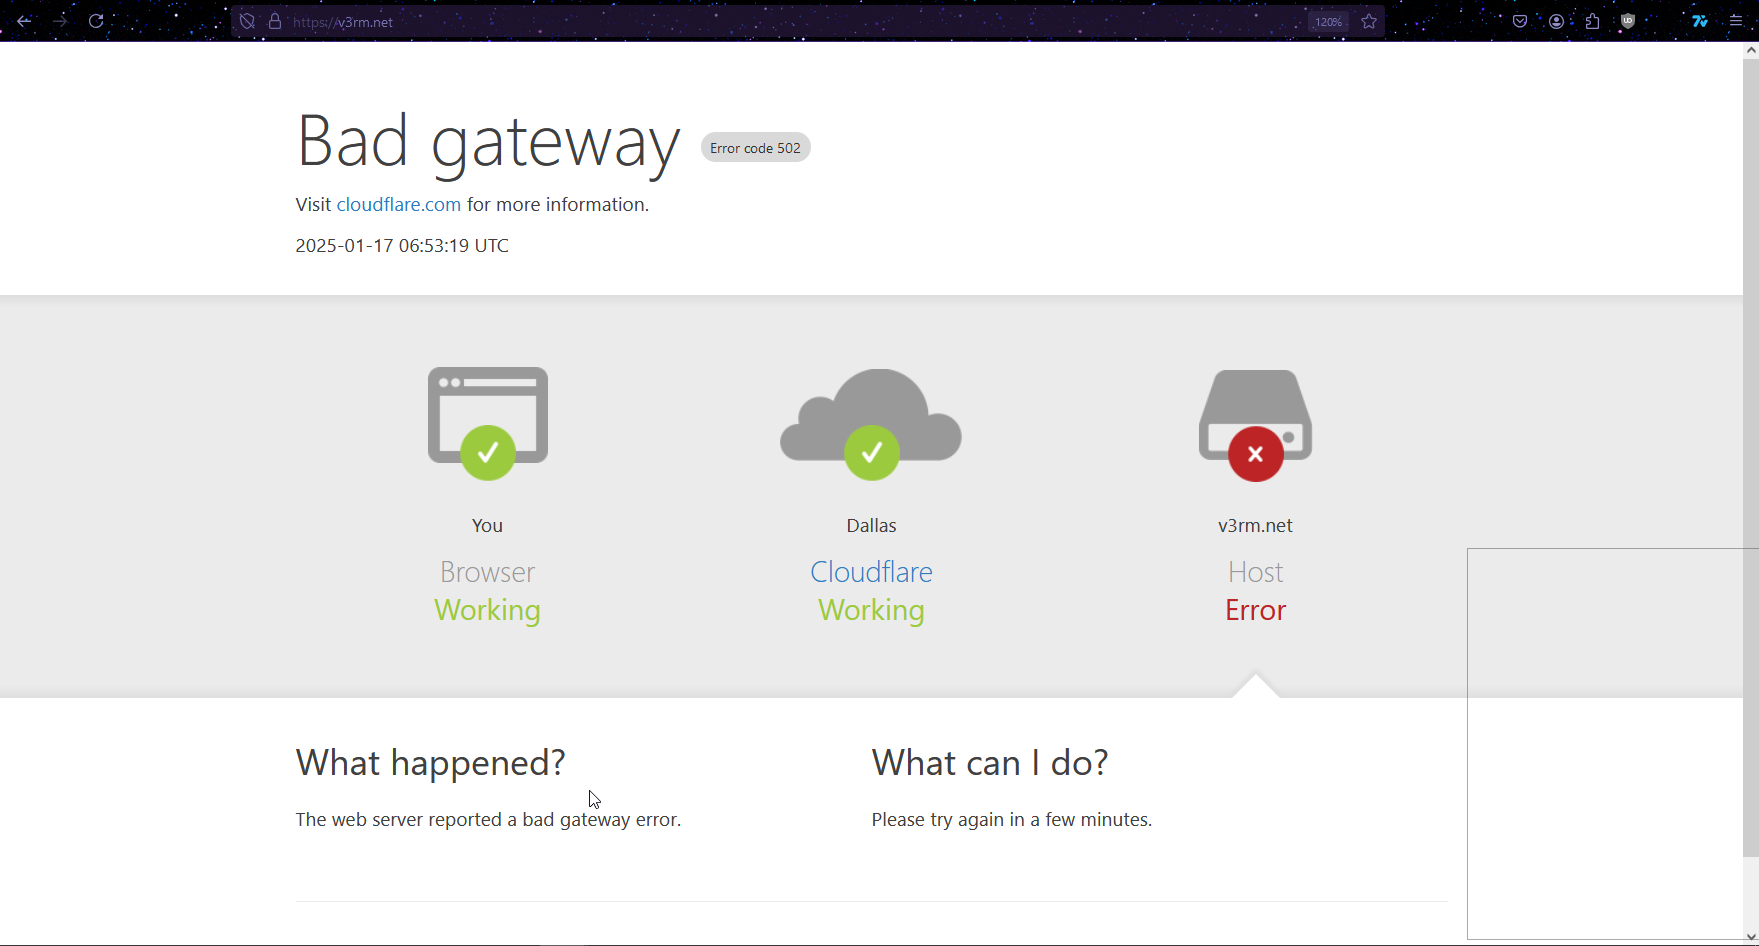 https://v3rm.net
120%
Bad gateway Error code 502
Visit cloudflare.com for more information.
2025-01-17 06:53:19 UTC
You
Browser
Working
Dallas
Cloudflare
Working
v3rm.net
Host
Error
What happened?
The web server reported a bad gateway error.
What can I do?
Please try again in a few minutes.